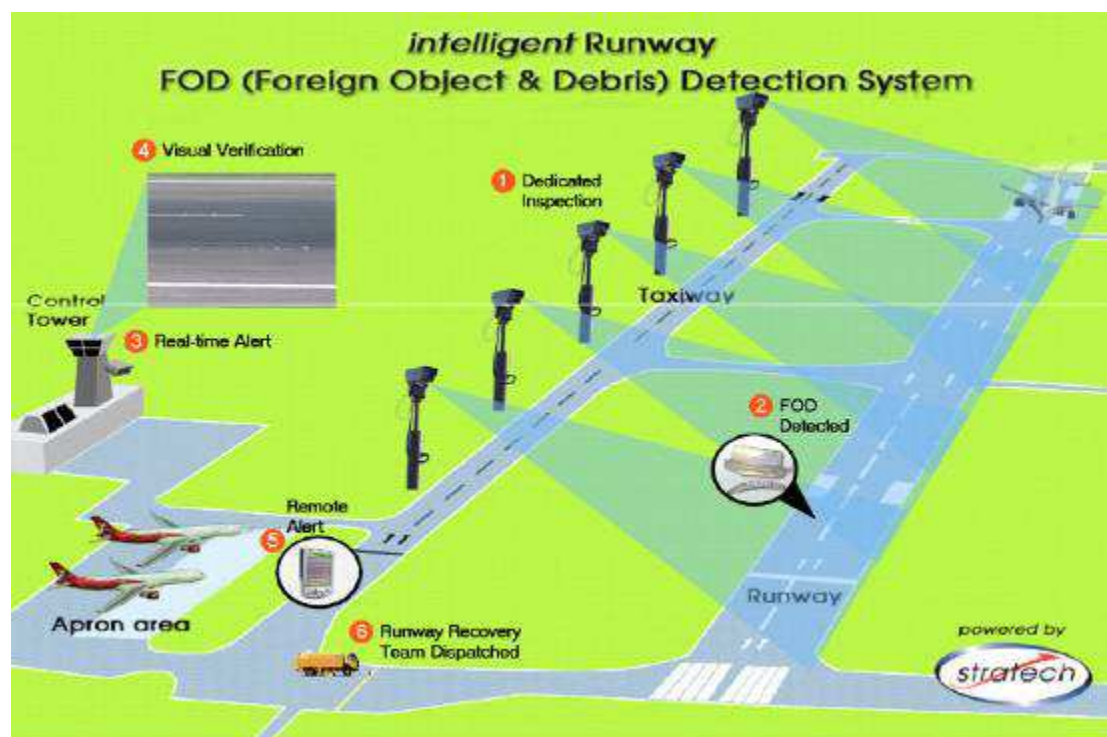 intelligent Runway
FOD (Foreign Object & Debris) Detection System
4 Visual Verification
1 Dedicated
Inspection
Control
Tower
Taxiway
3 Real-time Alert
2 FOD
Detected
Remote
Alert
5
Apron area
Runway
6 Runway Recovery
Team Dispatched
powered by
stratech